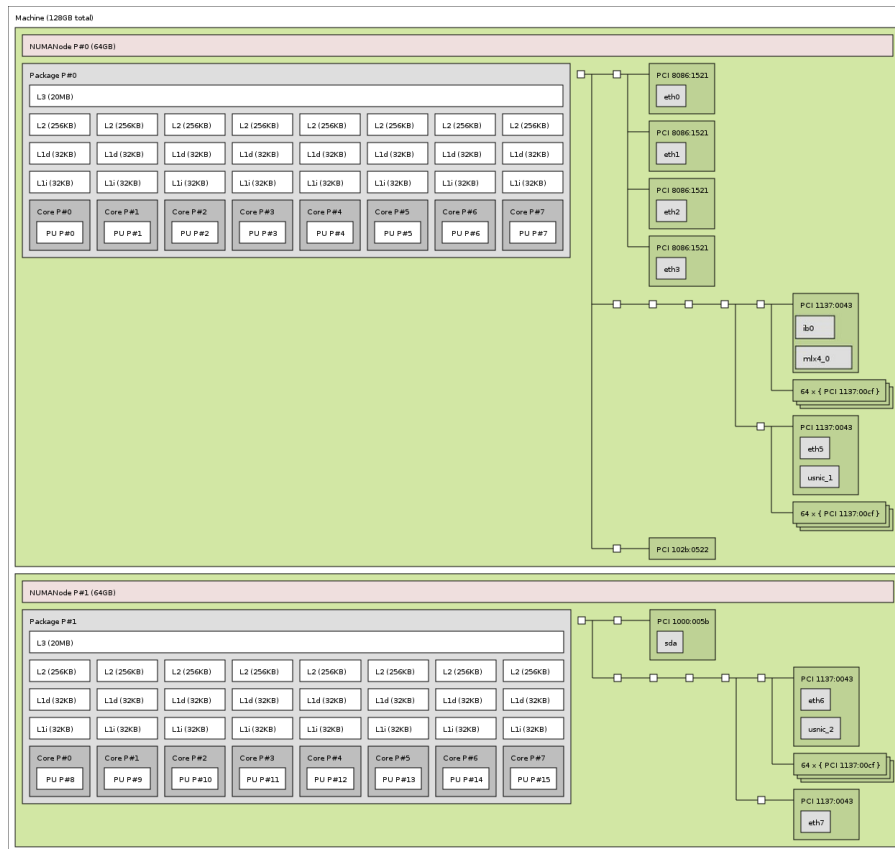 Machine (128GB total)
NUMANode P#0 (64GB)
Package P#0
L3 (20MB)
L2 (256KB) L2 (256KB) L2 (256KB) L2 (256KB) L2 (256KB) L2 (256KB) L2 (256KB) L2 (256KB)
L1d (32KB) L1d (32KB) L1d (32KB) L1d (32KB) L1d (32KB) L1d (32KB) L1d (32KB) L1d (32KB)
L1i (32KB) L1i (32KB) L1i (32KB) L1i (32KB) L1i (32KB) L1i (32KB) L1i (32KB) L1i (32KB)
Core P#0 Core P#1 Core P#2 Core P#3 Core P#4 Core P#5 Core P#6 Core P#7
PU P#0 PU P#1 PU P#2 PU P#3 PU P#4 PU P#5 PU P#6 PU P#7
PCI 8086:1521
eth0
PCI 8086:1521
eth1
PCI 8086:1521
eth2
PCI 8086:1521
eth3
PCI 1137:0043
ib0
mlx4_0
64 x { PCI 1137:00cf }
PCI 1137:0043
eth5
usnic_1
64 x { PCI 1137:00cf }
PCI 102b:0522
NUMANode P#1 (64GB)
Package P#1
L3 (20MB)
L2 (256KB) L2 (256KB) L2 (256KB) L2 (256KB) L2 (256KB) L2 (256KB) L2 (256KB) L2 (256KB)
L1d (32KB) L1d (32KB) L1d (32KB) L1d (32KB) L1d (32KB) L1d (32KB) L1d (32KB) L1d (32KB)
L1i (32KB) L1i (32KB) L1i (32KB) L1i (32KB) L1i (32KB) L1i (32KB) L1i (32KB) L1i (32KB)
Core P#0 Core P#1 Core P#2 Core P#3 Core P#4 Core P#5 Core P#6 Core P#7
PU P#8 PU P#9 PU P#10 PU P#11 PU P#12 PU P#13 PU P#14 PU P#15
PCI 1000:005b
sda
PCI 1137:0043
eth6
usnic_2
64 x { PCI 1137:00cf }
PCI 1137:0043
eth7